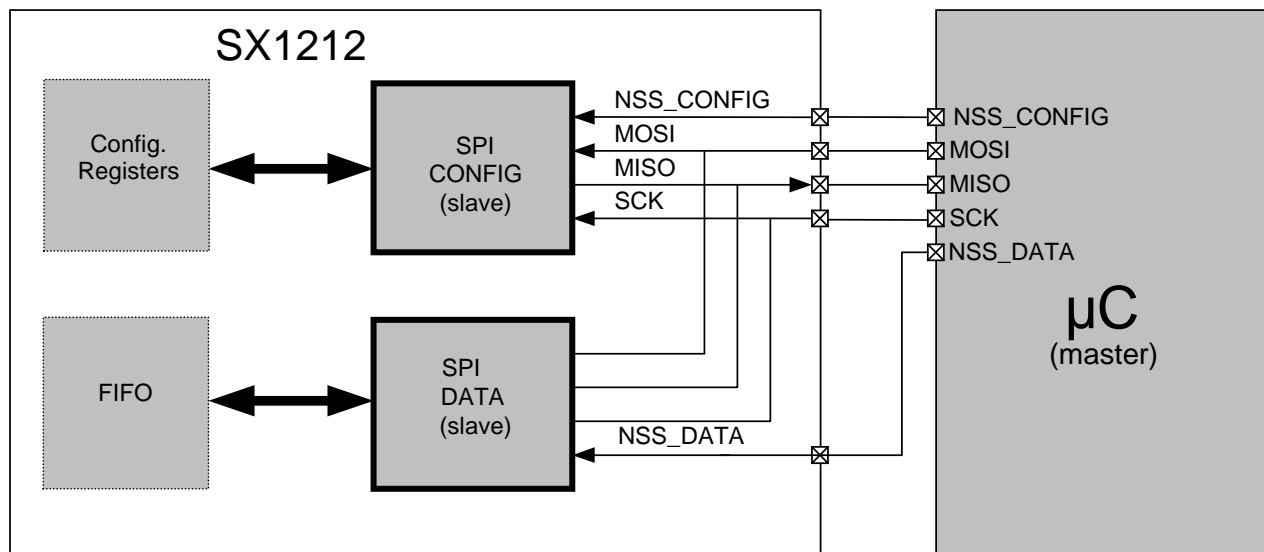 SX1212
Config.
Registers
SPI
CONFIG
(slave)
NSS_CONFIG
MOSI
MISO
SCK
FIFO
SPI
DATA
(slave)
NSS_DATA
NSS_CONFIG
MOSI
MISO
SCK
NSS_DATA
µC
(master)